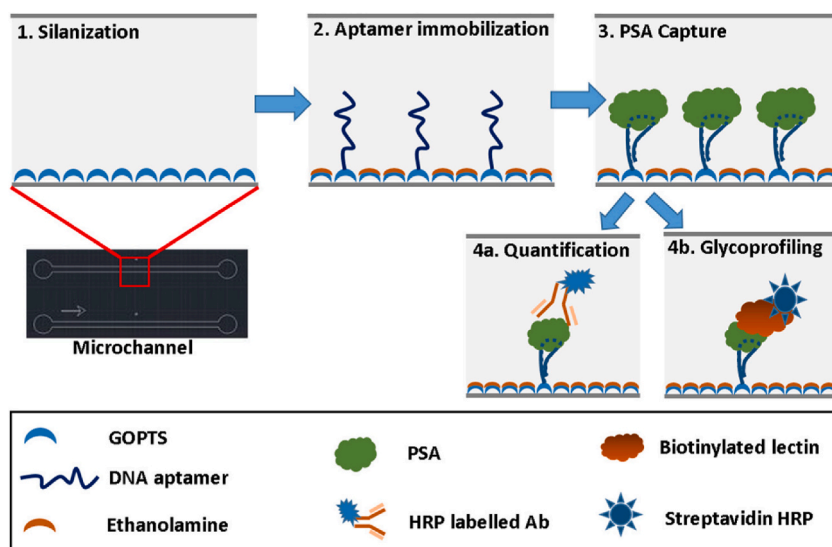 1. Silanization
2. Aptamer immobilization
3. PSA Capture
4a. Quantification
4b. Glycoprofiling
Microchannel
GOPTS
DNA aptamer
Ethanolamine
PSA
HRP labelled Ab
Biotinylated lectin
Streptavidin HRP